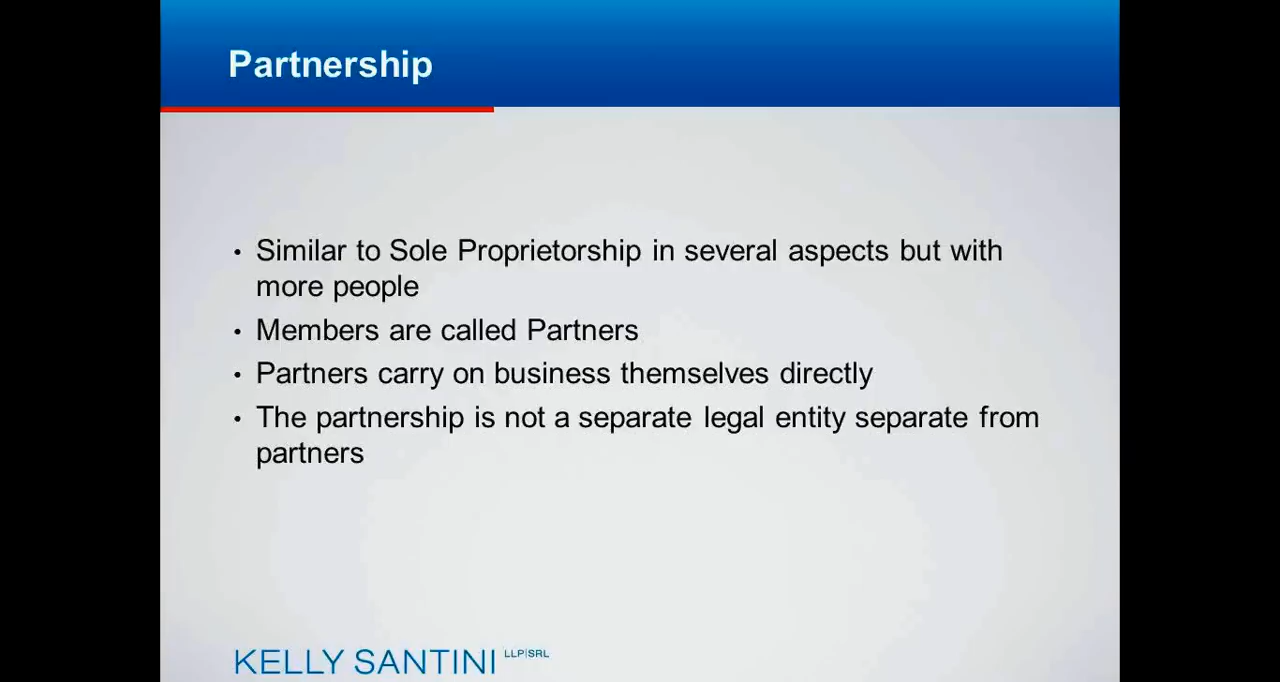 Partnership
• Similar to Sole Proprietorship in several aspects but with
more people
• Members are called Partners
• Partners carry on business themselves directly
• The partnership is not a separate legal entity separate from
partners
KELLY SANTINI LLP|SRL